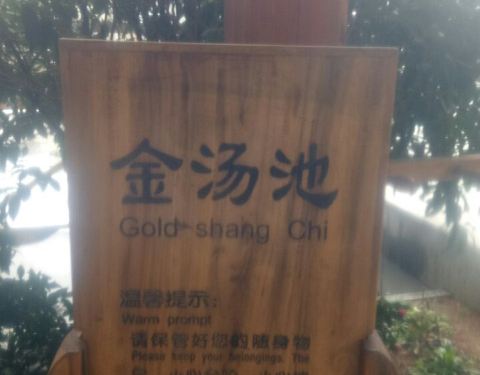 金汤池
Gold shang Chi
温馨提示:
Warm prompt
请保管好您的随身物
Please keep your belongings. The